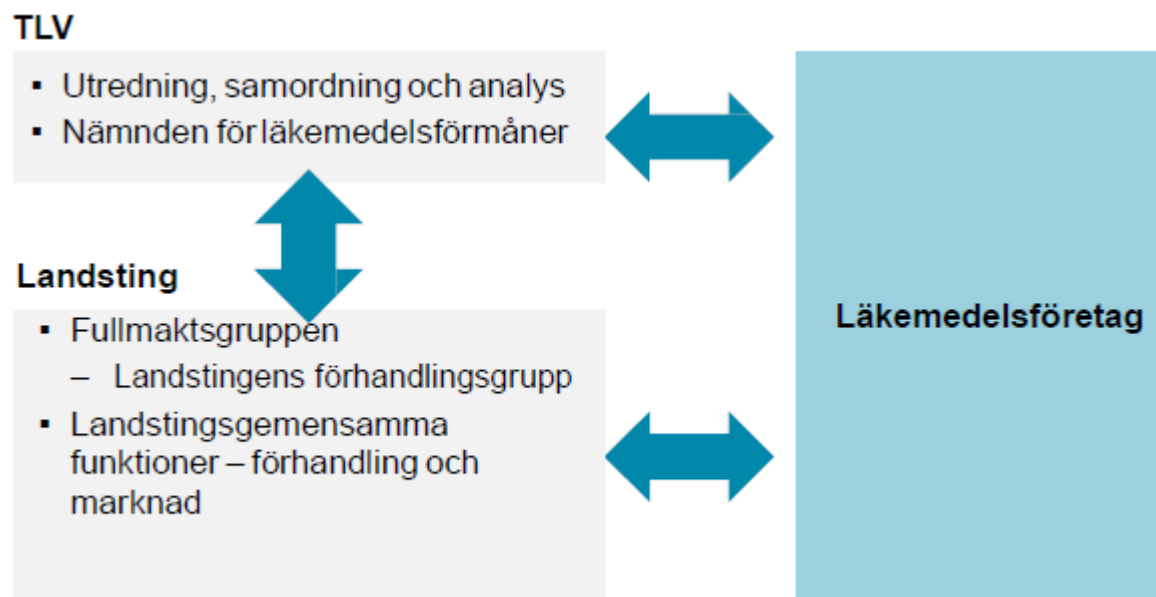 TLV
▪ Utredning, samordning och analys
▪ Nämnden för läkemedelsförmåner
Landsting
▪ Fullmaktsgruppen
– Landstingens förhandlingsgrupp
▪ Landstingsgemensamma
funktioner – förhandling och
marknad
Läkemedelsföretag